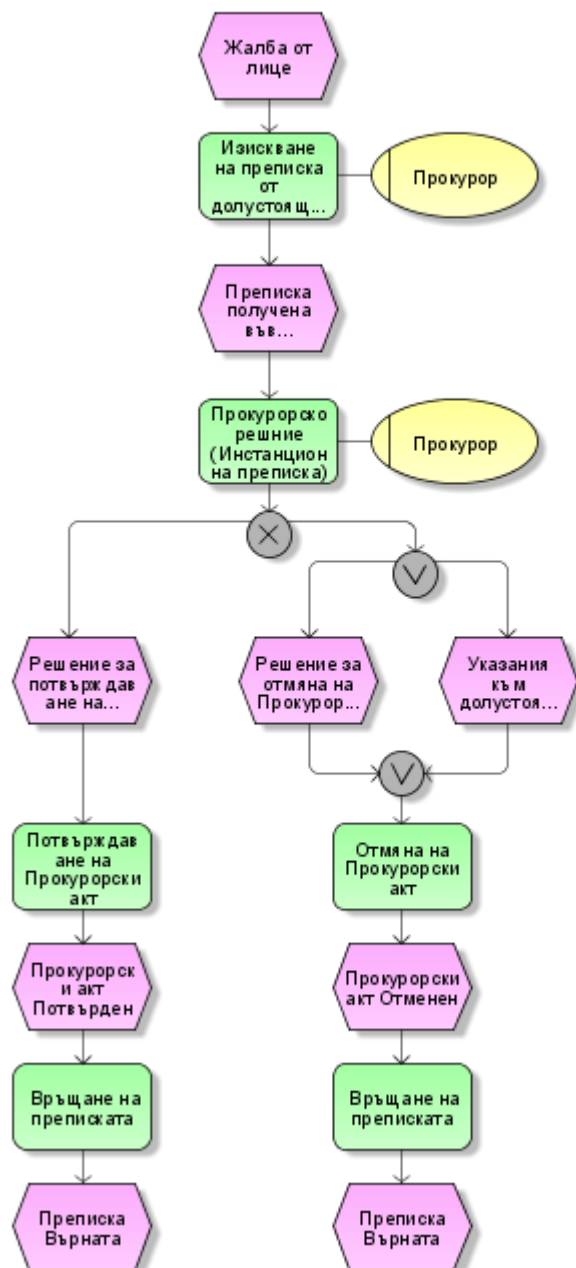 Жалба от
лице
Изискване
на преписка
от
долустоящ...
Прокурор
Преписка
получена
във...
Прокурорско
решние
(Инстанцион
на преписка)
Прокурор
Решение за
потвърждав
ане на...
Решение за
отмяна на
Прокурор...
Указания
към
долустоя...
Потвърждав
ане на
Прокурорски
акт
Отмяна на
Прокурорски
акт
Прокурорск
и акт
Потвърден
Прокурорски
акт Отменен
Връщане на
преписката
Връщане на
преписката
Преписка
Върната
Преписка
Върната